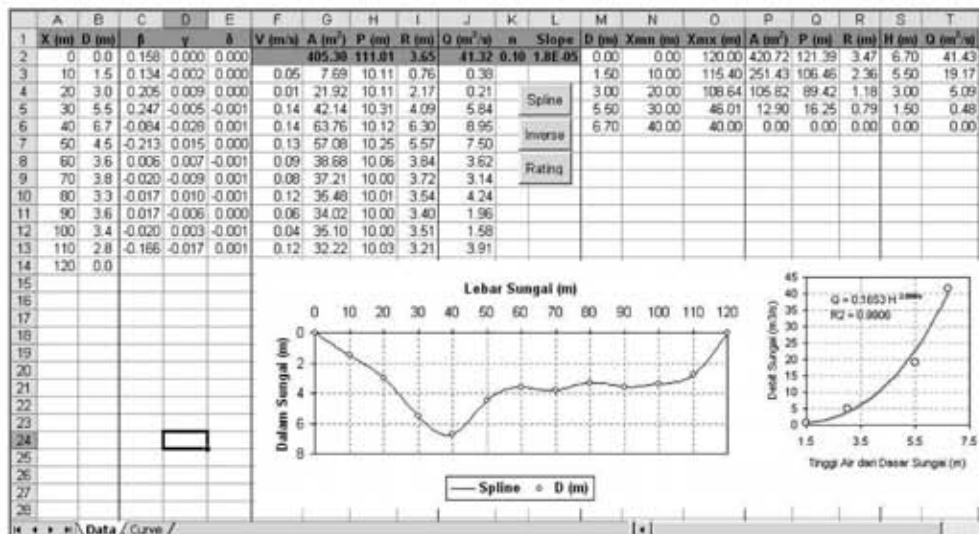 A B C D E F G H I J K L M N O P Q R S T
1 X (m) D (m) β γ δ V (m/s) A (m²) P (m) R (m) Q (m³/s) n Slope D (m) Xmn (m) Xmx (m) A (m²) P (m) R (m) H (m) Q (m³/s)
2 0 0.0 0.158 0.000 0.000 405.30 111.01 3.65 41.32 0.10 1.8E-05 0.00 0.00 120.00 420.72 121.39 3.47 6.70 41.43
3 10 1.5 0.134 -0.002 0.000 0.05 7.69 10.11 0.76 0.38 1.50 10.00 115.40 251.43 106.46 2.36 5.50 19.17
4 20 3.0 0.205 0.009 0.000 0.01 21.92 10.11 2.17 0.21 Spline 3.00 20.00 108.64 105.82 89.42 1.18 3.00 5.09
5 30 5.5 0.247 -0.005 -0.001 0.14 42.14 10.31 4.09 5.84 5.50 30.00 46.01 12.90 16.25 0.79 1.50 0.48
6 40 6.7 -0.084 -0.028 0.001 0.14 63.76 10.12 6.30 8.95 Inverse 6.70 40.00 40.00 0.00 0.00 0.00 0.00 0.00
7 50 4.5 -0.213 0.015 0.000 0.13 57.08 10.25 5.57 7.50
8 60 3.6 0.006 0.007 -0.001 0.09 38.68 10.06 3.84 3.62 Rating
9 70 3.8 -0.020 -0.009 0.001 0.08 37.21 10.00 3.72 3.14
10 80 3.3 -0.017 0.010 -0.001 0.12 35.48 10.01 3.54 4.24
11 90 3.6 0.017 -0.006 0.000 0.06 34.02 10.00 3.40 1.96
12 100 3.4 -0.020 0.003 -0.001 0.04 35.10 10.00 3.51 1.58
13 110 2.8 -0.166 -0.017 0.001 0.12 32.22 10.03 3.21 3.91
14 120 0.0
15
16
17
18
19
20
21
22
23
24
25
26
27
28
Lebar Sungai (m)
0 10 20 30 40 50 60 70 80 90 100 110 120
Dalam Sungai (m)
0
2
4
6
8
Spline D (m)
Debit Sungai (m3/s)
45
40
35
30
25
20
15
10
5
0
Q = 0.1653 H
R2 = 0.9906
1.5 3.5 5.5 7.5
Tinggi Air dari Dasar Sungai (m)
Data / Curve /